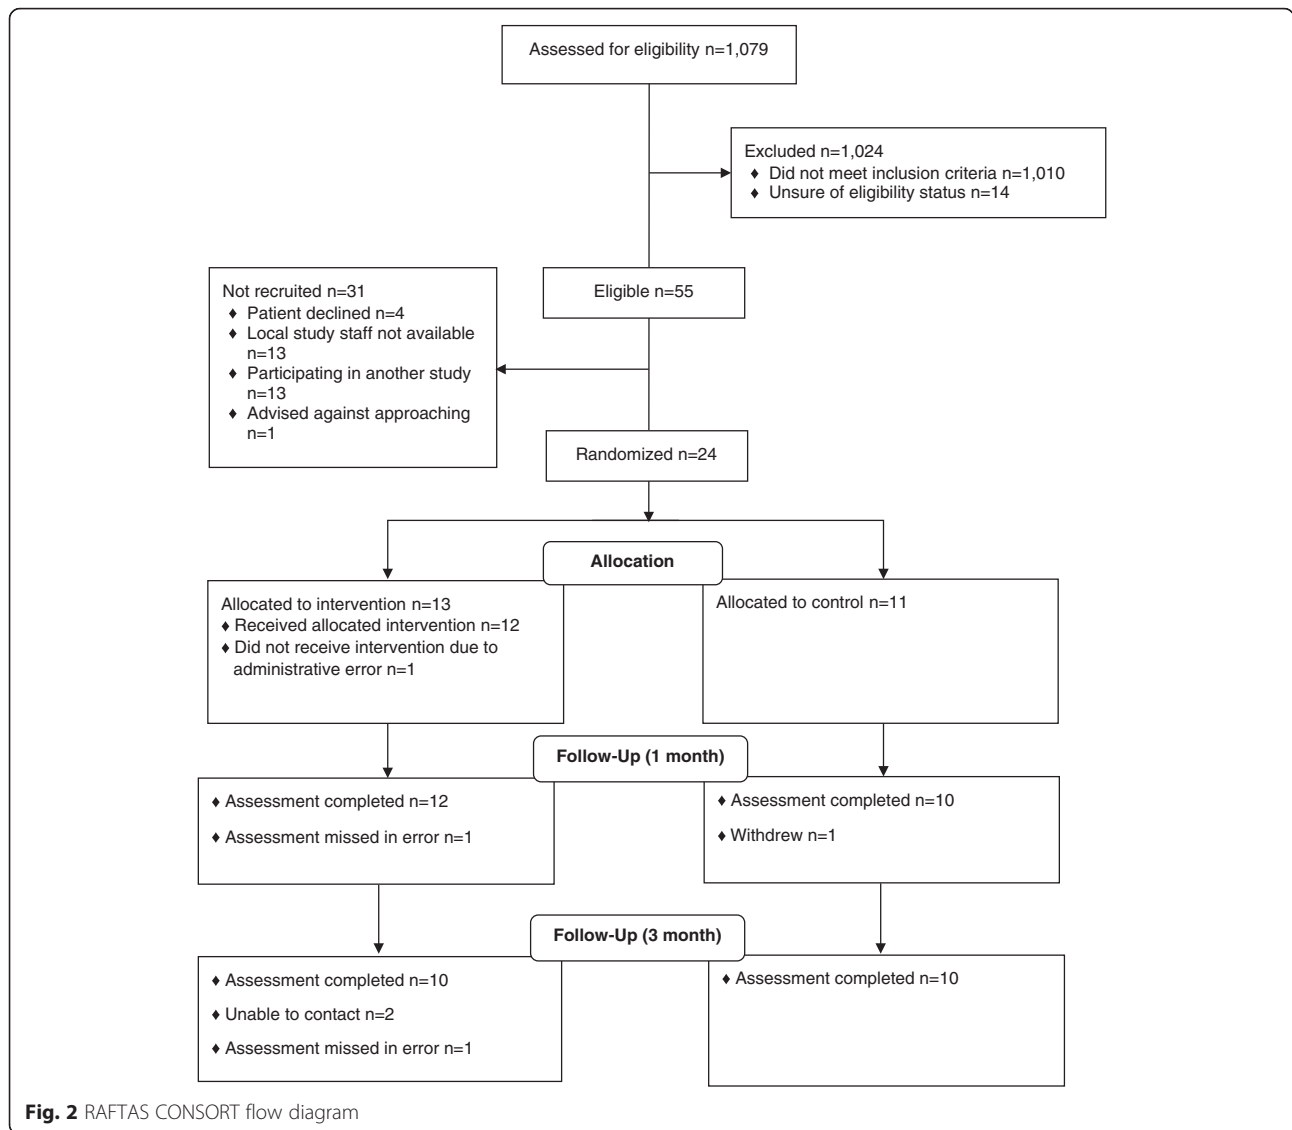 Assessed for eligibility n=1,079
Excluded n=1,024
♦ Did not meet inclusion criteria n=1,010
♦ Unsure of eligibility status n=14
Not recruited n=31
♦ Patient declined n=4
♦ Local study staff not available
n=13
♦ Participating in another study
n=13
♦ Advised against approaching
n=1
Eligible n=55
Randomized n=24
Allocation
Allocated to intervention n=13
♦ Received allocated intervention n=12
♦ Did not receive intervention due to
administrative error n=1
Allocated to control n=11
Follow-Up (1 month)
♦ Assessment completed n=12
♦ Assessment missed in error n=1
♦ Assessment completed n=10
♦ Withdrew n=1
Follow-Up (3 month)
♦ Assessment completed n=10
♦ Unable to contact n=2
♦ Assessment missed in error n=1
♦ Assessment completed n=10
Fig. 2 RAFTAS CONSORT flow diagram